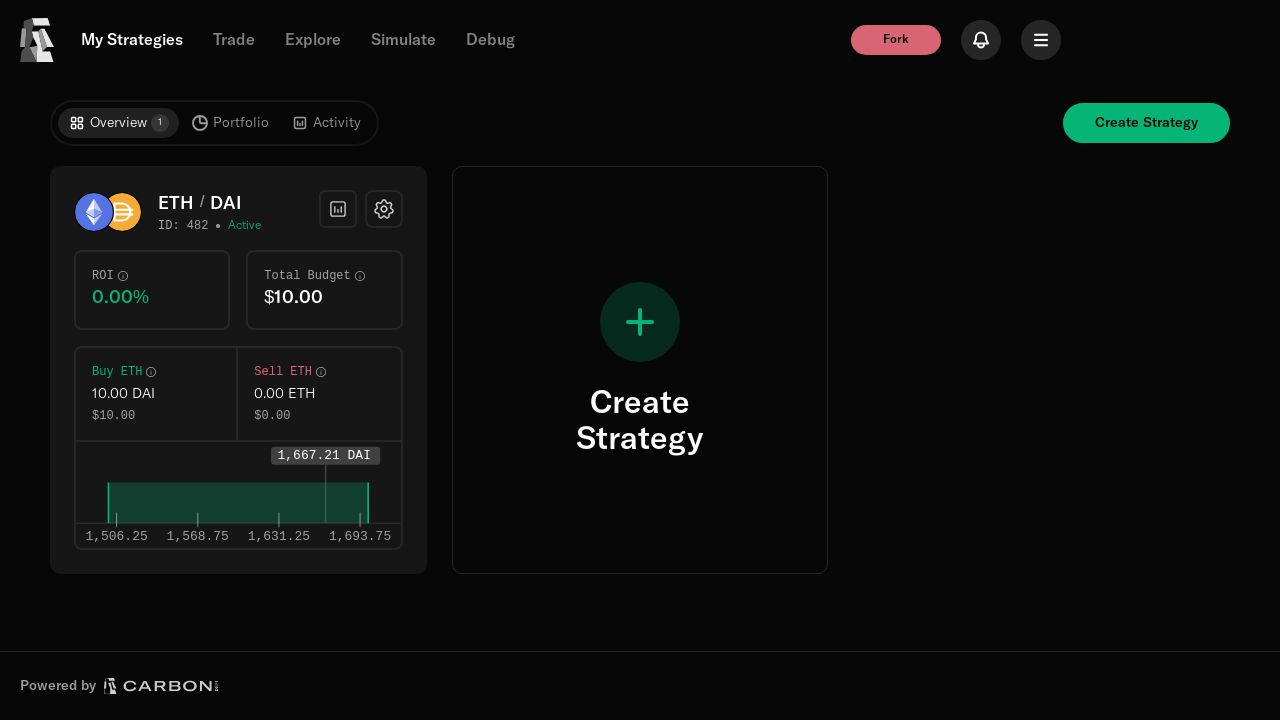 My Strategies
Trade
Explore
Simulate
Debug
Fork
Overview 1
Portfolio
Activity
Create Strategy
ETH / DAI
ID: 482 • Active
ROI
0.00%
Total Budget
$10.00
Buy ETH
10.00 DAI
$10.00
Sell ETH
0.00 ETH
$0.00
1,667.21 DAI
1,506.25 1,568.75 1,631.25 1,693.75
Create
Strategy
Powered by CARBON